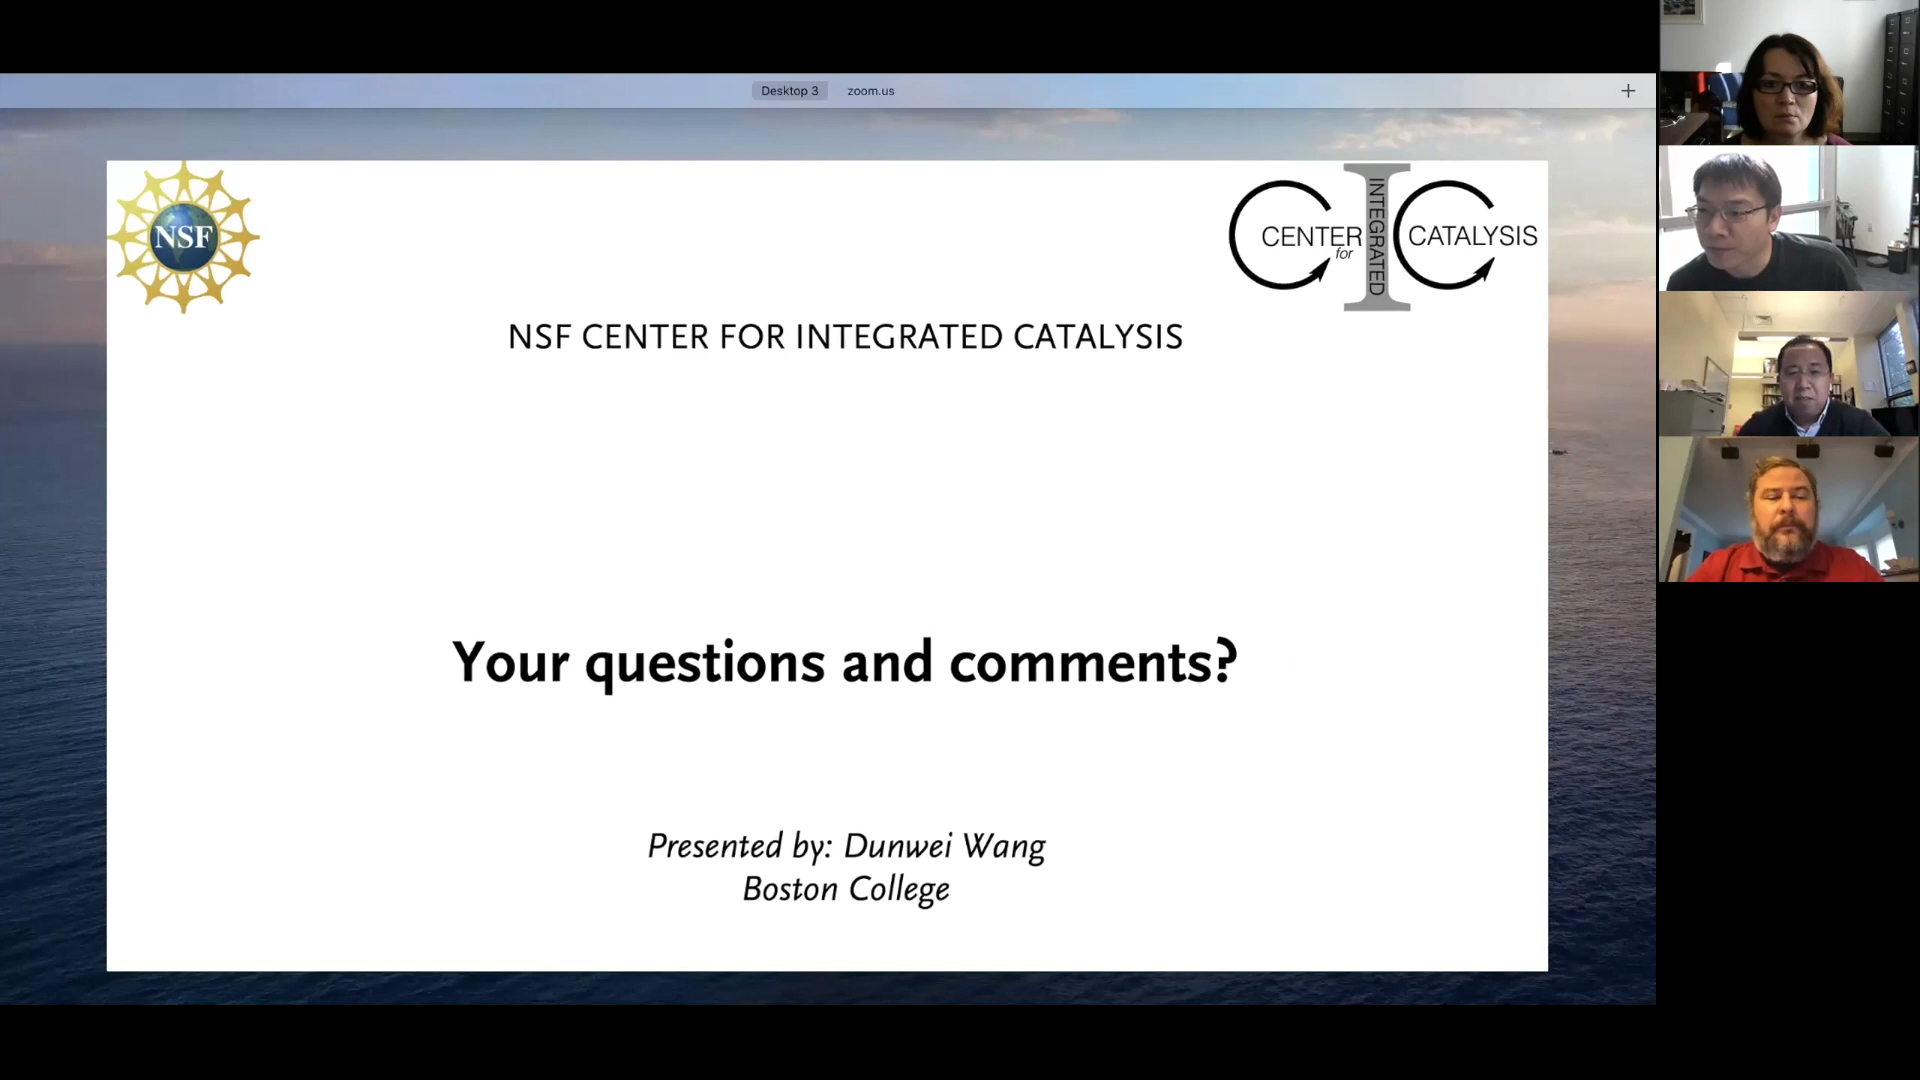 Desktop 3
zoom.us
NSF
CENTER
for
INTEGRATED
CATALYSIS
NSF CENTER FOR INTEGRATED CATALYSIS
Your questions and comments?
Presented by: Dunwei Wang
Boston College